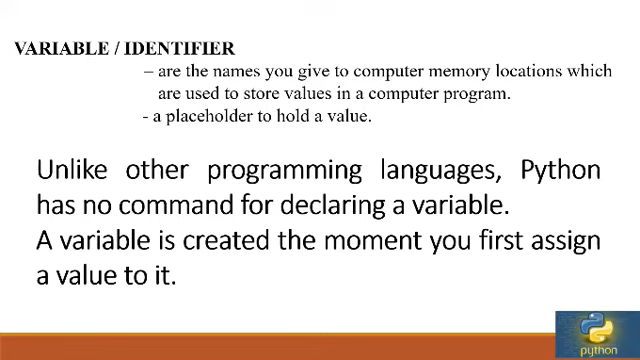 VARIABLE / IDENTIFIER
– are the names you give to computer memory locations which
are used to store values in a computer program.
- a placeholder to hold a value.
Unlike other programming languages, Python
has no command for declaring a variable.
A variable is created the moment you first assign
a value to it.
python